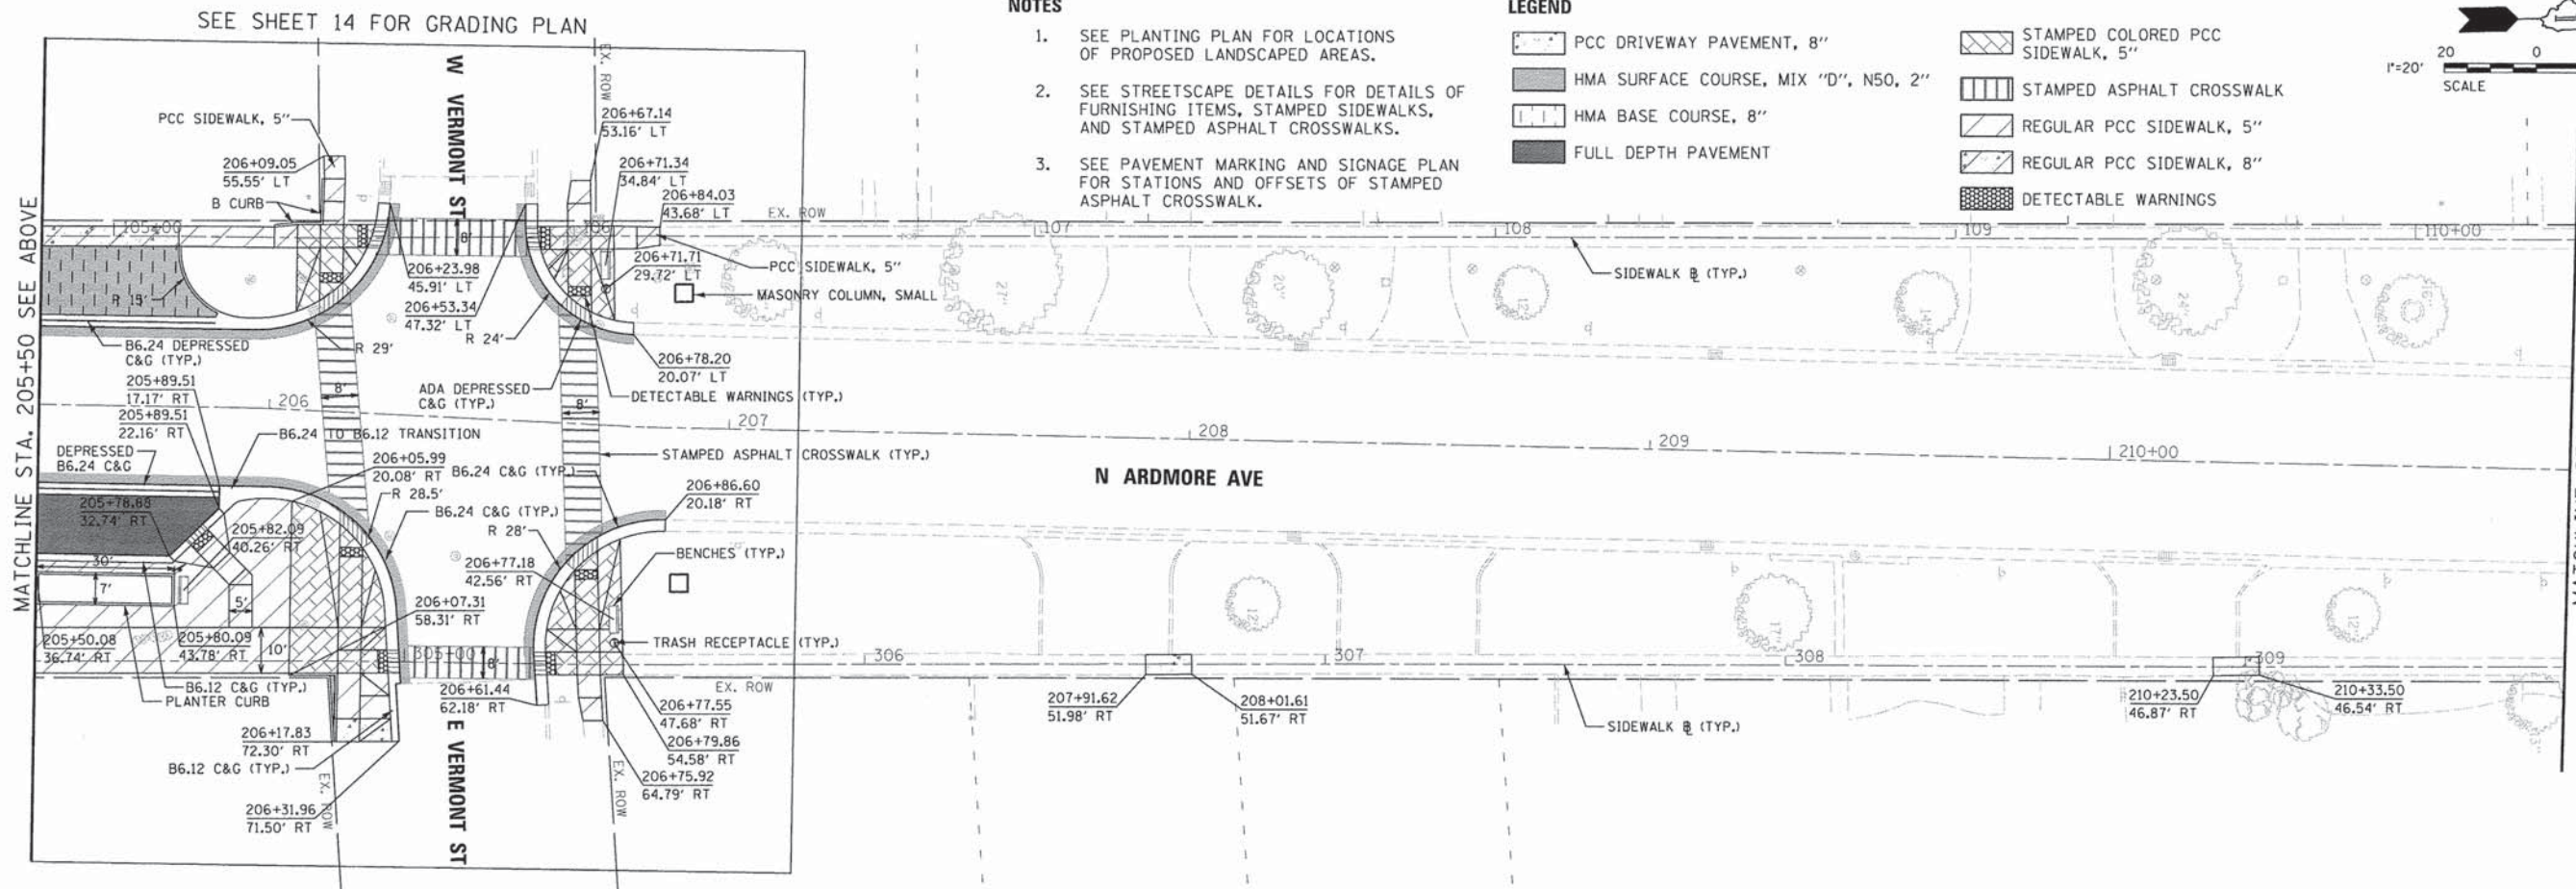 SEE SHEET 14 FOR GRADING PLAN
NOTES
1. SEE PLANTING PLAN FOR LOCATIONS
OF PROPOSED LANDSCAPED AREAS.
2. SEE STREETSCAPE DETAILS FOR DETAILS OF
FURNISHING ITEMS, STAMPED SIDEWALKS,
AND STAMPED ASPHALT CROSSWALKS.
3. SEE PAVEMENT MARKING AND SIGNAGE PLAN
FOR STATIONS AND OFFSETS OF STAMPED
ASPHALT CROSSWALK.
LEGEND
PCC DRIVEWAY PAVEMENT, 8"
HMA SURFACE COURSE, MIX "D", N50, 2"
HMA BASE COURSE, 8"
FULL DEPTH PAVEMENT
STAMPED COLORED PCC
SIDEWALK, 5"
STAMPED ASPHALT CROSSWALK
REGULAR PCC SIDEWALK, 5"
REGULAR PCC SIDEWALK, 8"
DETECTABLE WARNINGS
20
0
1"=20'
SCALE
MATCHLINE STA. 205+50 SEE ABOVE
W VERMONT ST
EX. ROW
PCC SIDEWALK, 5"
206+09.05
55.55' LT
B CURB
206+67.14
53.16' LT
206+71.34
34.84' LT
206+84.03
43.68' LT
EX. ROW
105+00
106
107
108
109
110+00
8'
206+23.98
45.91' LT
206+53.34
47.32' LT
206+71.71
29.72' LT
PCC SIDEWALK, 5"
MASONRY COLUMN, SMALL
SIDEWALK ℄ (TYP.)
R 15'
R 29'
R 24'
27"
20"
12"
14"
24"
16"
B6.24 DEPRESSED
C&G (TYP.)
206+78.20
20.07' LT
205+89.51
17.17' RT
205+89.51
22.16' RT
8'
ADA DEPRESSED
C&G (TYP.)
8'
DETECTABLE WARNINGS (TYP.)
206
207
208
209
210+00
B6.24 TO B6.12 TRANSITION
DEPRESSED
B6.24 C&G
206+05.99
20.08' RT
B6.24 C&G (TYP.)
STAMPED ASPHALT CROSSWALK (TYP.)
N ARDMORE AVE
R 28.5'
B6.24 C&G (TYP.)
206+86.60
20.18' RT
205+78.88
32.74' RT
205+82.09
40.26' RT
R 28'
BENCHES (TYP.)
206+77.18
42.56' RT
30'
7'
5'
206+07.31
58.31' RT
12"
17"
12"
205+50.08
36.74' RT
205+80.09
43.78' RT
10'
305+00
8'
TRASH RECEPTACLE (TYP.)
306
307
308
309
B6.12 C&G (TYP.)
PLANTER CURB
206+61.44
62.18' RT
EX. ROW
206+77.55
47.68' RT
207+91.62
51.98' RT
208+01.61
51.67' RT
SIDEWALK ℄ (TYP.)
210+23.50
46.87' RT
210+33.50
46.54' RT
206+17.83
72.30' RT
206+79.86
54.58' RT
B6.12 C&G (TYP.)
206+75.92
64.79' RT
EX. ROW
E VERMONT ST
EX. ROW
206+31.96
71.50' RT